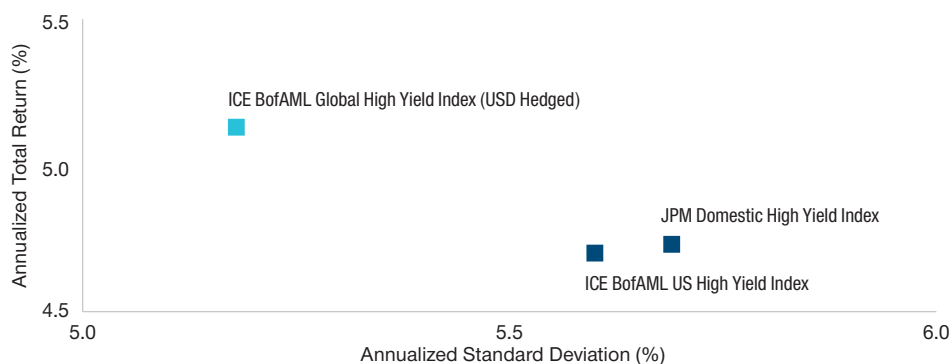 5.5
ICE BofAML Global High Yield Index (USD Hedged)
Annualized Total Return (%)
5.0
JPM Domestic High Yield Index
ICE BofAML US High Yield Index
4.5
5.0 5.5 6.0
Annualized Standard Deviation (%)